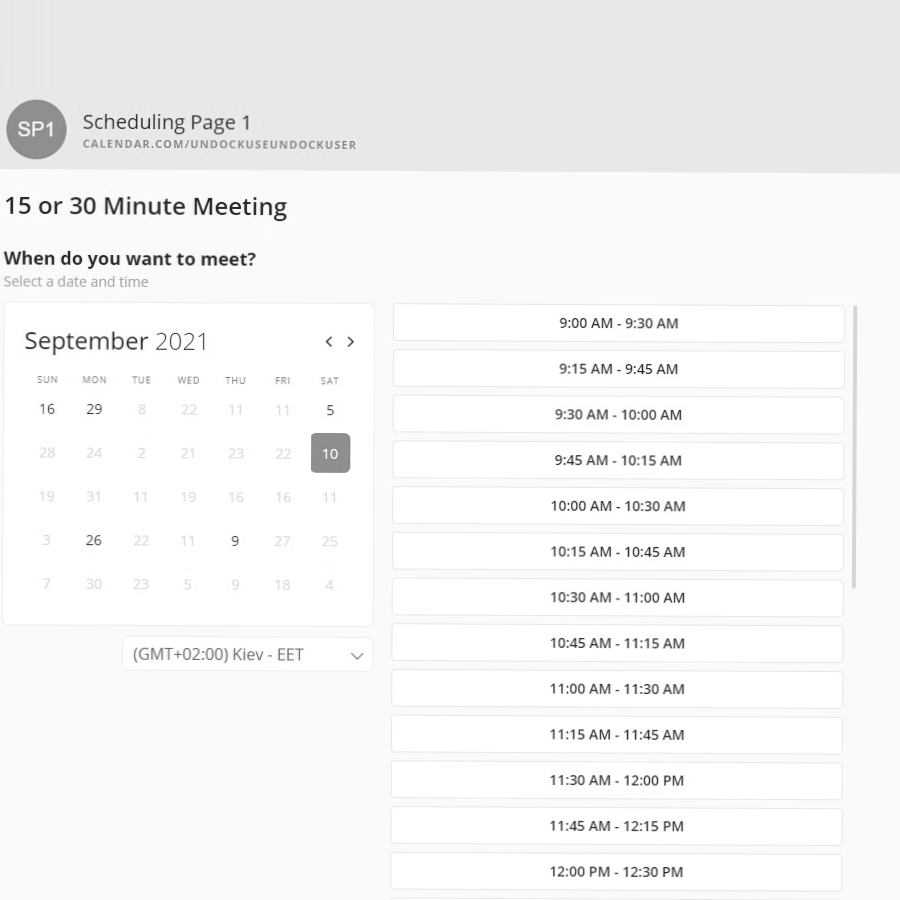 SP1
Scheduling Page 1
CALENDAR.COM/UNDOCKUSEUNDOCKUSER
15 or 30 Minute Meeting
When do you want to meet?
Select a date and time
September 2021
SUN MON TUE WED THU FRI SAT
16 29 8 22 11 11 5
28 24 2 21 23 22 10
19 31 11 19 16 16 11
3 26 22 11 9 27 25
7 30 23 5 9 18 4
(GMT+02:00) Kiev - EET
9:00 AM - 9:30 AM
9:15 AM - 9:45 AM
9:30 AM - 10:00 AM
9:45 AM - 10:15 AM
10:00 AM - 10:30 AM
10:15 AM - 10:45 AM
10:30 AM - 11:00 AM
10:45 AM - 11:15 AM
11:00 AM - 11:30 AM
11:15 AM - 11:45 AM
11:30 AM - 12:00 PM
11:45 AM - 12:15 PM
12:00 PM - 12:30 PM